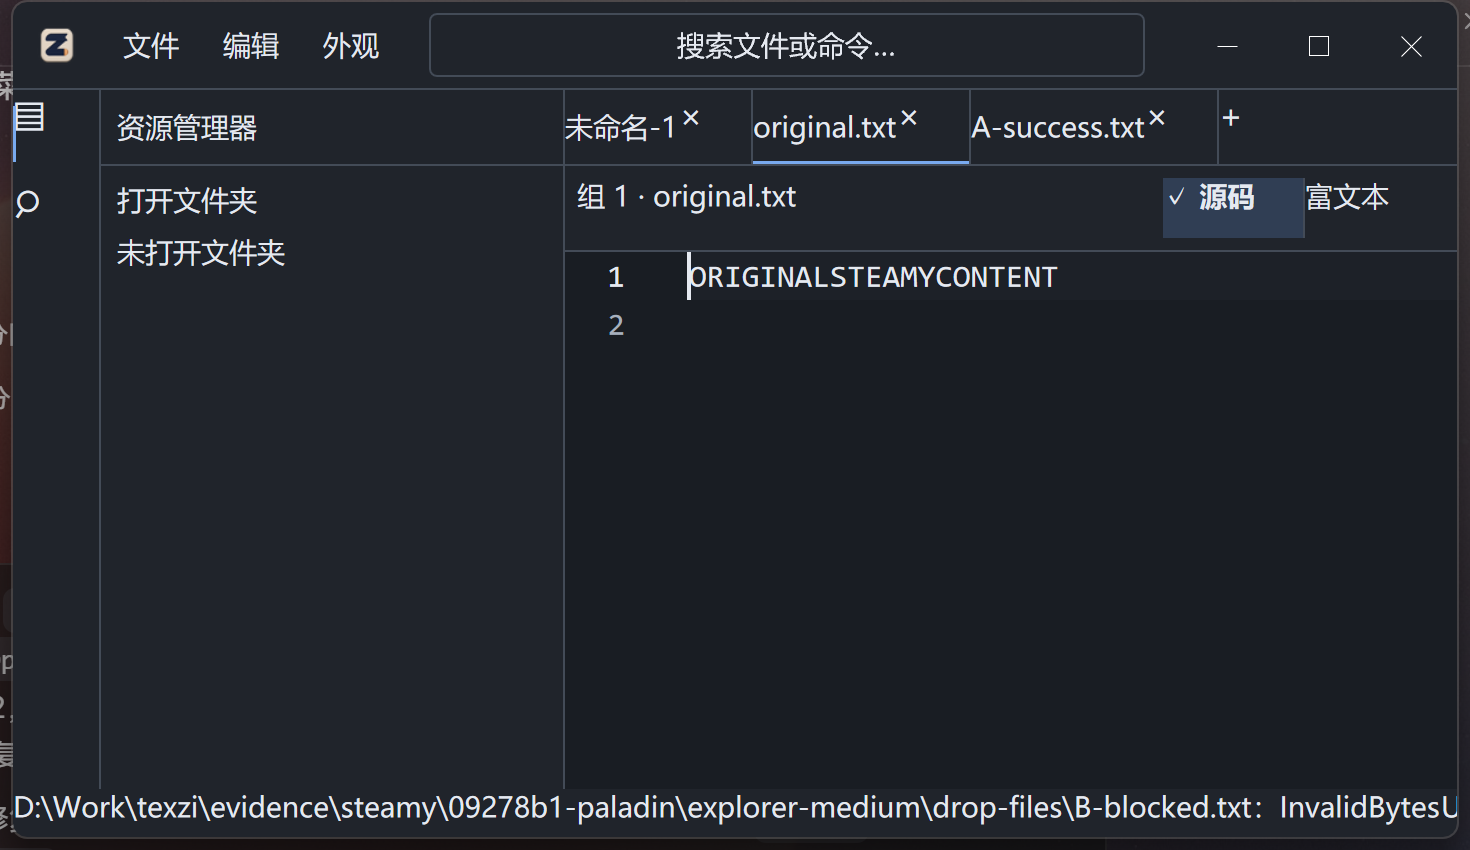 文件 编辑 外观 搜索文件或命令...
资源管理器
未命名-1 × original.txt × A-success.txt × +
打开文件夹
未打开文件夹
组 1 · original.txt ✓ 源码 富文本
1 ORIGINALSTEAMYCONTENT
2
D:\Work\texzi\evidence\steamy\09278b1-paladin\explorer-medium\drop-files\B-blocked.txt：InvalidBytesU